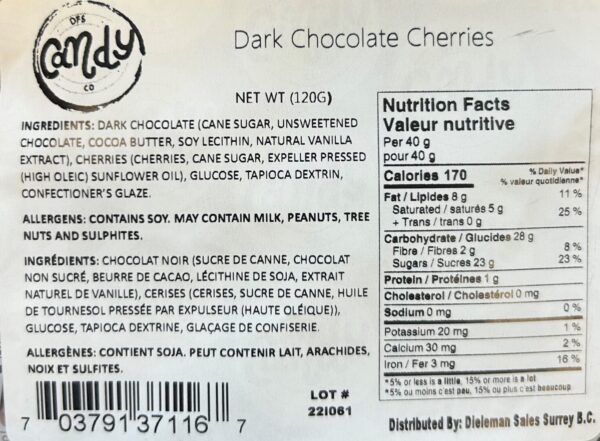 DFS
Candy
CO
Dark Chocolate Cherries
NET WT (120G)
INGREDIENTS: DARK CHOCOLATE (CANE SUGAR, UNSWEETENED
CHOCOLATE, COCOA BUTTER, SOY LECITHIN, NATURAL VANILLA
EXTRACT), CHERRIES (CHERRIES, CANE SUGAR, EXPELLER PRESSED
(HIGH OLEIC) SUNFLOWER OIL), GLUCOSE, TAPIOCA DEXTRIN,
CONFECTIONER'S GLAZE.
ALLERGENS: CONTAINS SOY. MAY CONTAIN MILK, PEANUTS, TREE
NUTS AND SULPHITES.
INGRÉDIENTS: CHOCOLAT NOIR (SUCRE DE CANNE, CHOCOLAT
NON SUCRÉ, BEURRE DE CACAO, LÉCITHINE DE SOJA, EXTRAIT
NATUREL DE VANILLE), CERISES (CERISES, SUCRE DE CANNE, HUILE
DE TOURNESOL PRESSÉE PAR EXPULSEUR (HAUTE OLÉIQUE)),
GLUCOSE, TAPIOCA DEXTRINE, GLAÇAGE DE CONFISERIE.
ALLERGÈNES: CONTIENT SOJA. PEUT CONTENIR LAIT, ARACHIDES,
NOIX ET SULFITES.
7 03791 37116 7
LOT #
22I061
Nutrition Facts
Valeur nutritive
Per 40 g
pour 40 g
Calories 170 % Daily Value*
% valeur quotidienne*
Fat / Lipides 8 g 11 %
Saturated / saturés 5 g 25 %
+ Trans / trans 0 g
Carbohydrate / Glucides 28 g
Fibre / Fibres 2 g 8 %
Sugars / Sucres 23 g 23 %
Protein / Protéines 1 g
Cholesterol / Cholestérol 0 mg
Sodium 0 mg 0 %
Potassium 20 mg 1 %
Calcium 30 mg 2 %
Iron / Fer 3 mg 16 %
*5% or less is a little, 15% or more is a lot
*5% ou moins c'est peu, 15% ou plus c'est beaucoup
Distributed By: Dieleman Sales Surrey B.C.